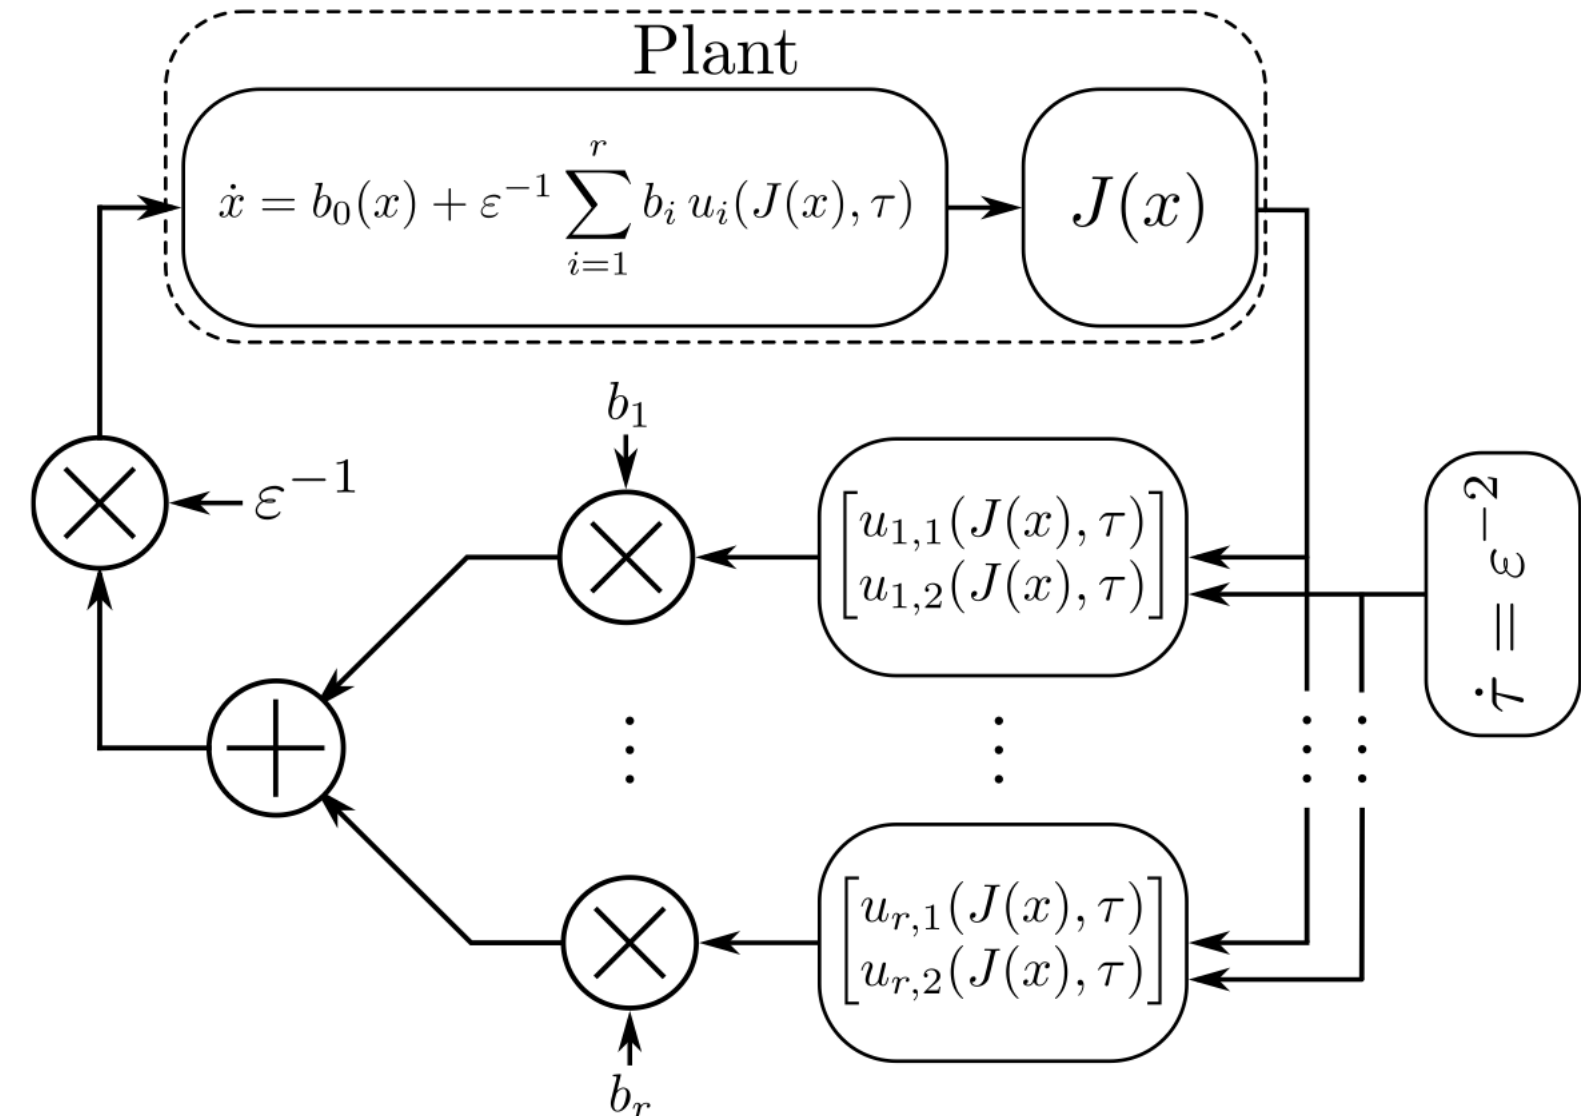 Plant
ẋ = b₀(x) + ε⁻¹ ∑ᵢ₌₁ʳ bᵢ uᵢ(J(x), τ)
J(x)
b₁
ε⁻¹
[u₁,₁(J(x), τ)]
[u₁,₂(J(x), τ)]
τ̇ = ε⁻²
[uᵣ,₁(J(x), τ)]
[uᵣ,₂(J(x), τ)]
bᵣ